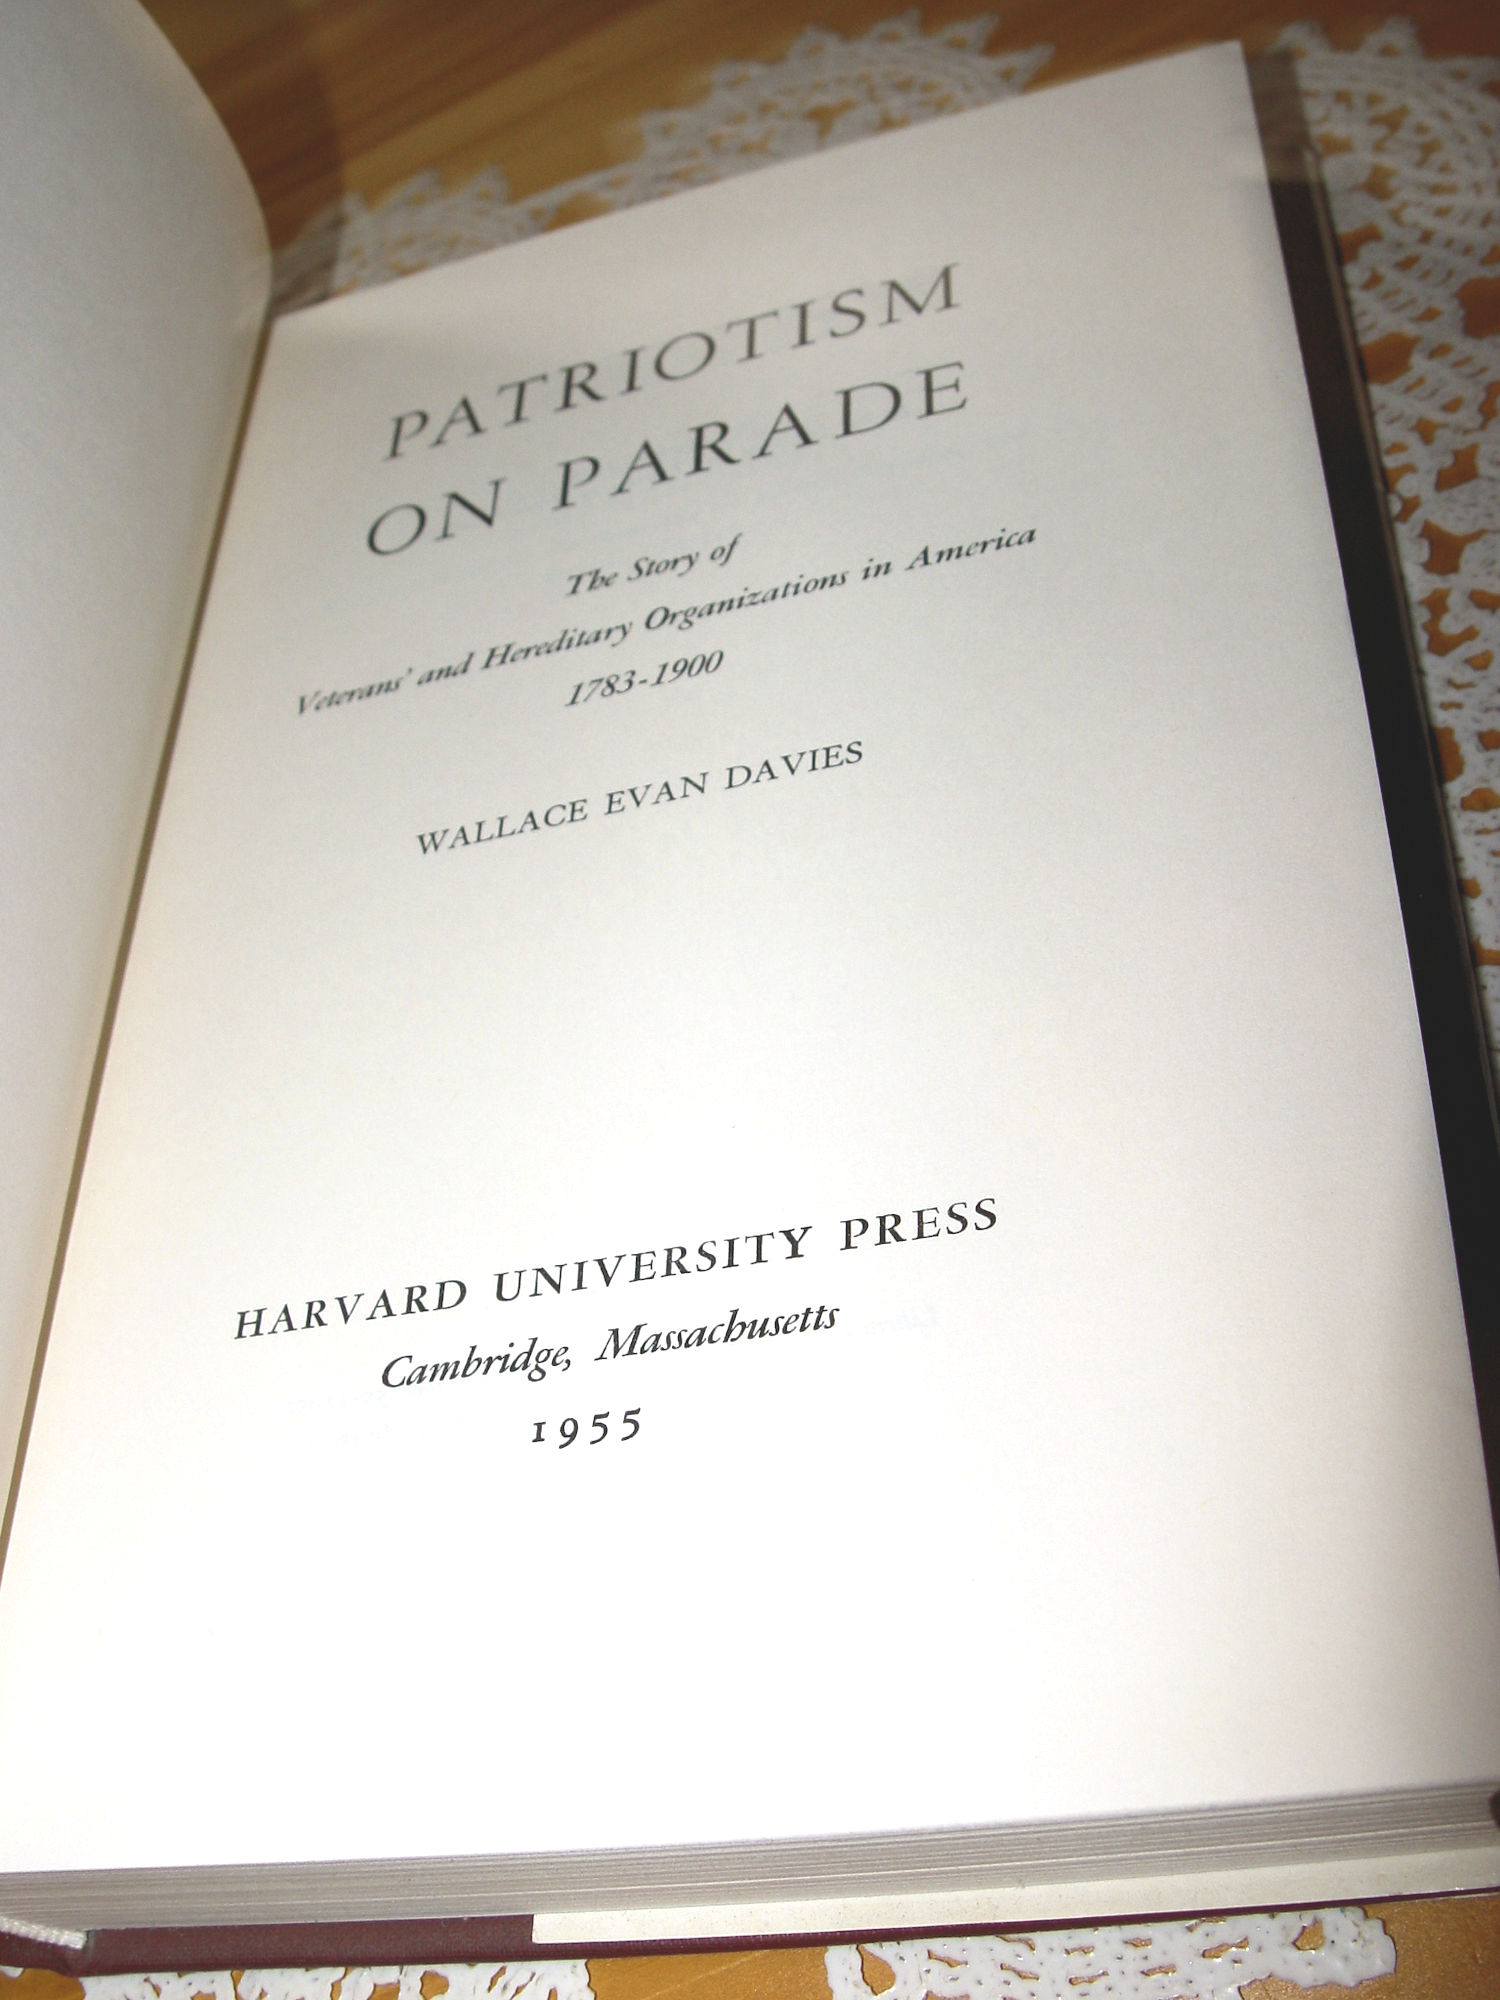 PATRIOTISM
ON PARADE
The Story of
Veterans' and Hereditary Organizations in America
1783-1900
WALLACE EVAN DAVIES
HARVARD UNIVERSITY PRESS
Cambridge, Massachusetts
1955